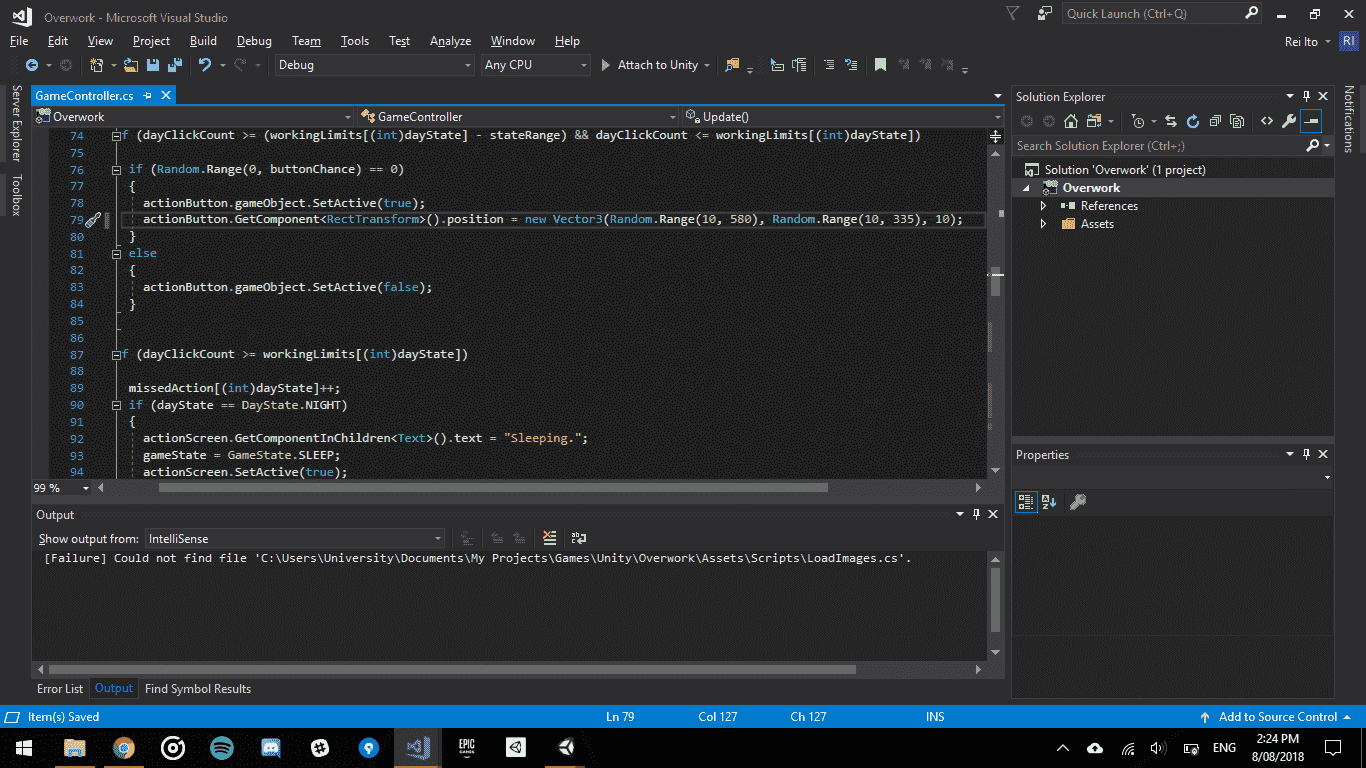 Overwork - Microsoft Visual Studio
Quick Launch (Ctrl+Q)
File Edit View Project Build Debug Team Tools Test Analyze Window Help
Rei Ito RI
Debug Any CPU Attach to Unity
Server Explorer
Toolbox
GameController.cs
Overwork GameController Update()
74 f (dayClickCount >= (workingLimits[(int)dayState] - stateRange) && dayClickCount <= workingLimits[(int)dayState])
75
76 if (Random.Range(0, buttonChance) == 0)
77 {
78 actionButton.gameObject.SetActive(true);
79 actionButton.GetComponent<RectTransform>().position = new Vector3(Random.Range(10, 580), Random.Range(10, 335), 10);
80 }
81 else
82 {
83 actionButton.gameObject.SetActive(false);
84 }
85
86
87 f (dayClickCount >= workingLimits[(int)dayState])
88
89 missedAction[(int)dayState]++;
90 if (dayState == DayState.NIGHT)
91 {
92 actionScreen.GetComponentInChildren<Text>().text = "Sleeping.";
93 gameState = GameState.SLEEP;
94 actionScreen.SetActive(true);
99 %
Output
Show output from: IntelliSense
[Failure] Could not find file 'C:\Users\University\Documents\My Projects\Games\Unity\Overwork\Assets\Scripts\LoadImages.cs'.
Error List Output Find Symbol Results
Solution Explorer
Search Solution Explorer (Ctrl+;)
Solution 'Overwork' (1 project)
Overwork
References
Assets
Properties
Notifications
Item(s) Saved Ln 79 Col 127 Ch 127 INS Add to Source Control
EPIC GAMES
ENG
2:24 PM
8/08/2018